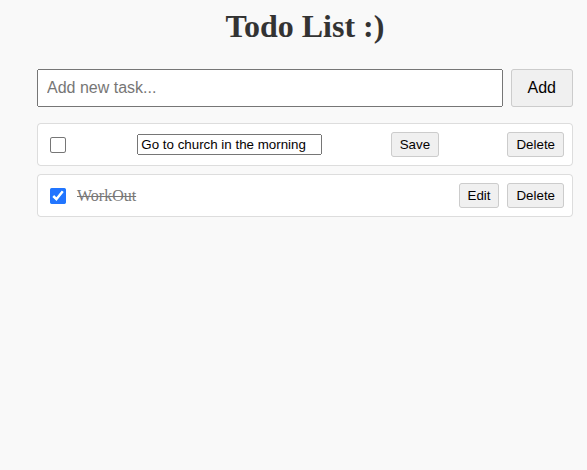 Todo List :)
Add new task... Add
Go to church in the morning Save Delete
WorkOut Edit Delete